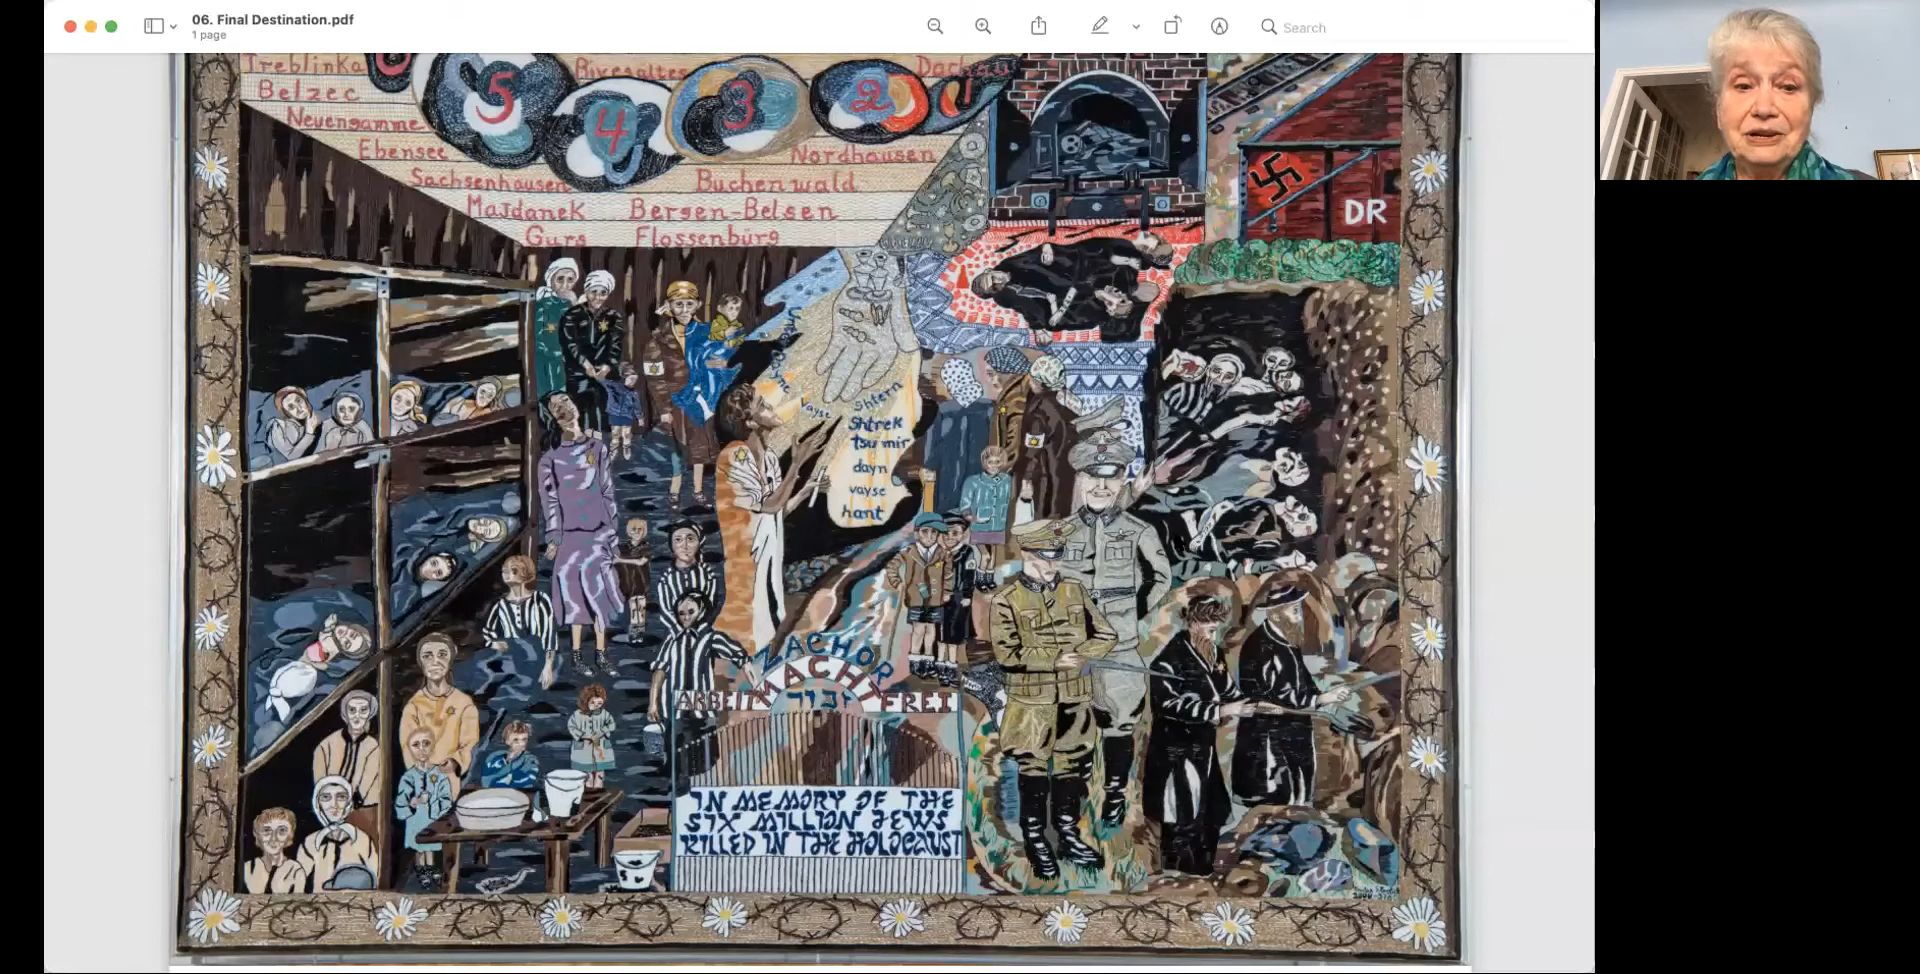 06. Final Destination.pdf
1 page
Search
Treblinka
Rivesaltes
Dachau
Belzec
5
4
3
2
1
Neuengamme
Ebensee
Nordhausen
Sachsenhausen
Buchenwald
Majdanek
Bergen-Belsen
Gurs
Flossenbürg
DR
vayse
Shtern
Shtrek
tsu mir
dayn
vayse
hant
ZACHOR
ARBEIT MACHT FREI
יזכור
IN MEMORY OF THE
SIX MILLION JEWS
KILLED IN THE HOLOCAUST